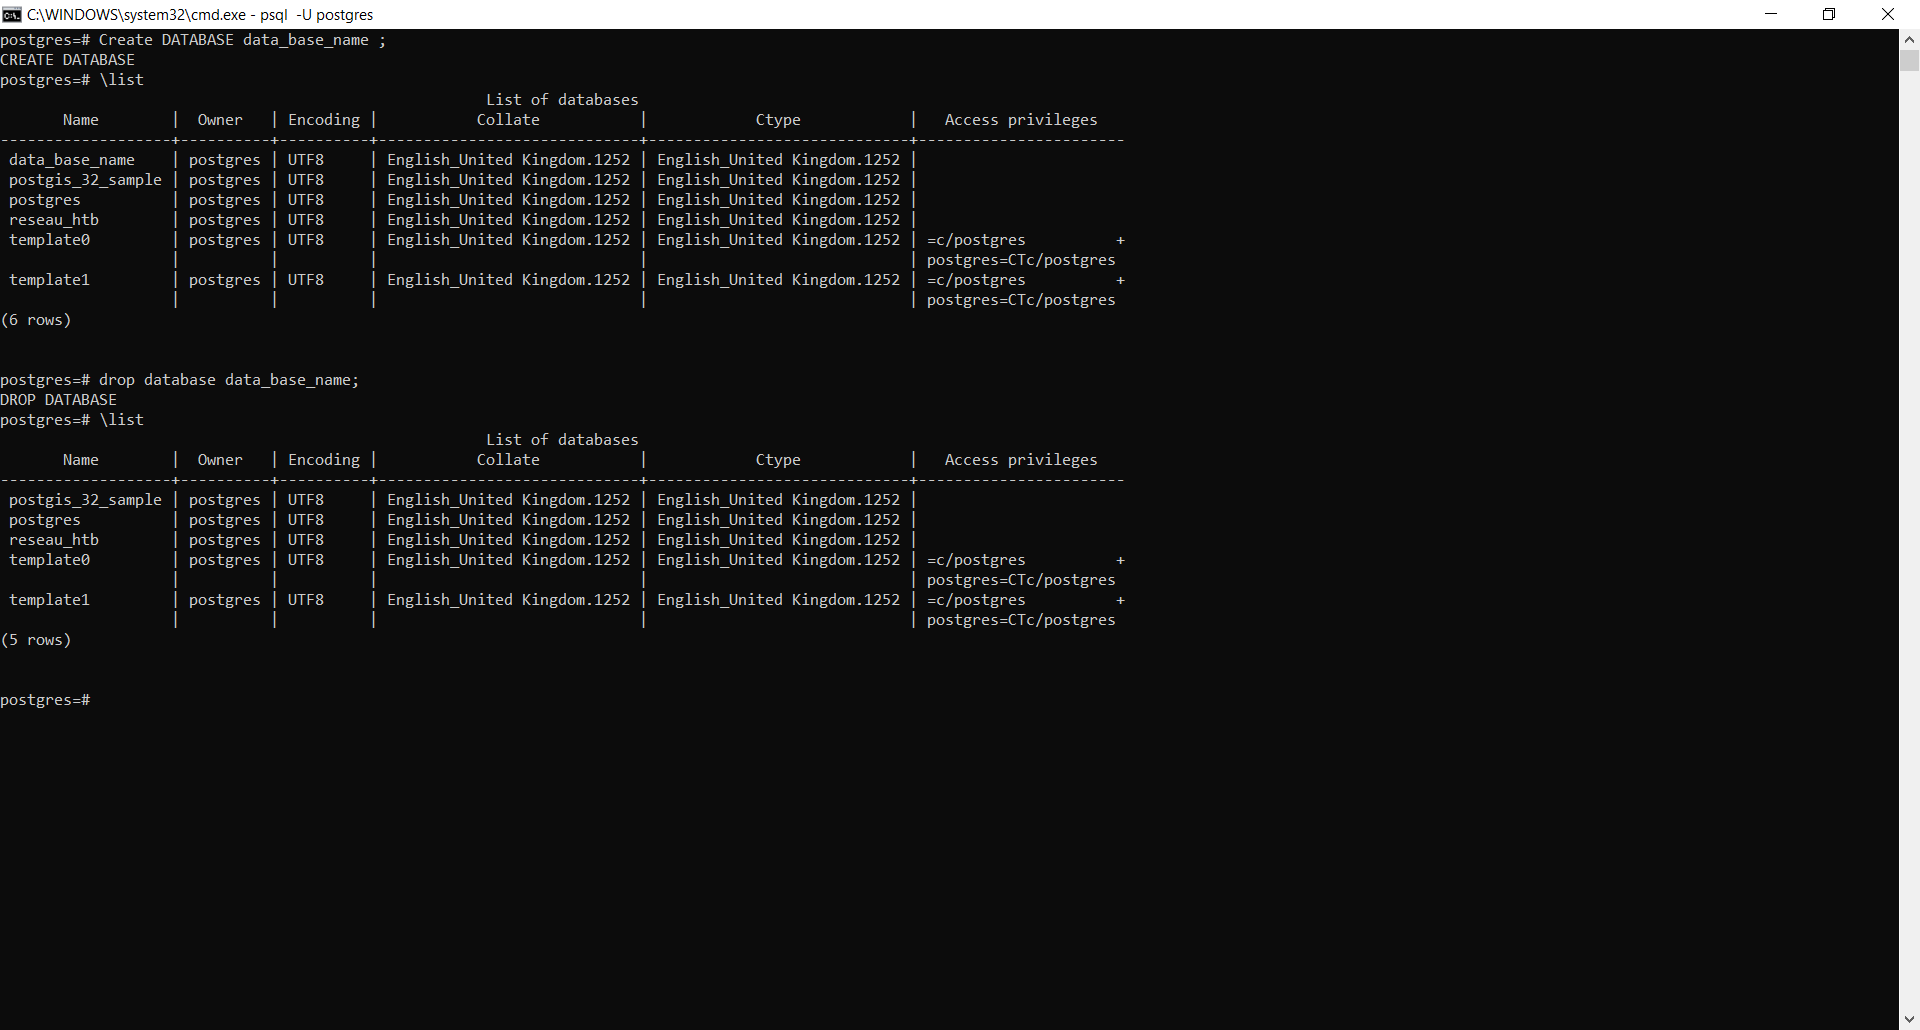 C:\WINDOWS\system32\cmd.exe - psql  -U postgres
postgres=# Create DATABASE data_base_name ;
CREATE DATABASE
postgres=# \list
                                                      List of databases
       Name        |  Owner   | Encoding |           Collate           |            Ctype            |   Access privileges
-------------------+----------+----------+-----------------------------+-----------------------------+-----------------------
 data_base_name    | postgres | UTF8     | English_United Kingdom.1252 | English_United Kingdom.1252 |
 postgis_32_sample | postgres | UTF8     | English_United Kingdom.1252 | English_United Kingdom.1252 |
 postgres          | postgres | UTF8     | English_United Kingdom.1252 | English_United Kingdom.1252 |
 reseau_htb        | postgres | UTF8     | English_United Kingdom.1252 | English_United Kingdom.1252 |
 template0         | postgres | UTF8     | English_United Kingdom.1252 | English_United Kingdom.1252 | =c/postgres          +
                   |          |          |                             |                             | postgres=CTc/postgres
 template1         | postgres | UTF8     | English_United Kingdom.1252 | English_United Kingdom.1252 | =c/postgres          +
                   |          |          |                             |                             | postgres=CTc/postgres
(6 rows)
postgres=# drop database data_base_name;
DROP DATABASE
postgres=# \list
                                                      List of databases
       Name        |  Owner   | Encoding |           Collate           |            Ctype            |   Access privileges
-------------------+----------+----------+-----------------------------+-----------------------------+-----------------------
 postgis_32_sample | postgres | UTF8     | English_United Kingdom.1252 | English_United Kingdom.1252 |
 postgres          | postgres | UTF8     | English_United Kingdom.1252 | English_United Kingdom.1252 |
 reseau_htb        | postgres | UTF8     | English_United Kingdom.1252 | English_United Kingdom.1252 |
 template0         | postgres | UTF8     | English_United Kingdom.1252 | English_United Kingdom.1252 | =c/postgres          +
                   |          |          |                             |                             | postgres=CTc/postgres
 template1         | postgres | UTF8     | English_United Kingdom.1252 | English_United Kingdom.1252 | =c/postgres          +
                   |          |          |                             |                             | postgres=CTc/postgres
(5 rows)
postgres=#